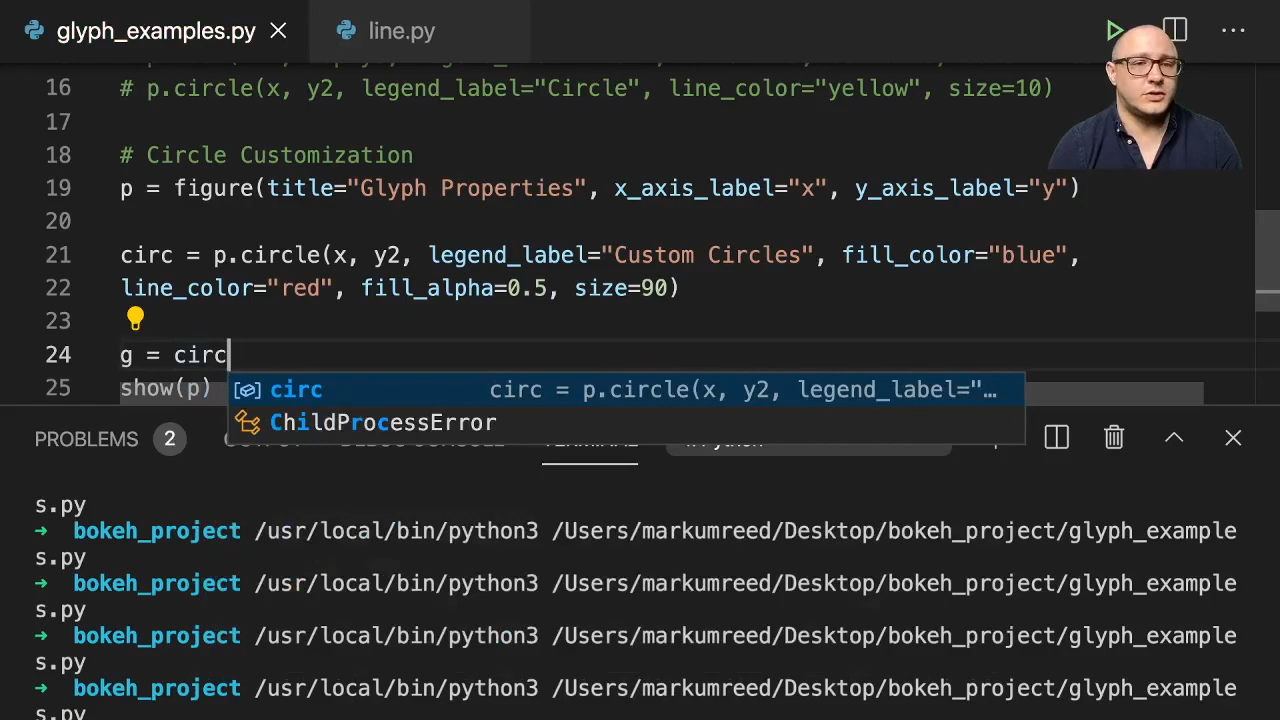 glyph_examples.py
line.py
16 # p.circle(x, y2, legend_label="Circle", line_color="yellow", size=10)
17
18 # Circle Customization
19 p = figure(title="Glyph Properties", x_axis_label="x", y_axis_label="y")
20
21 circ = p.circle(x, y2, legend_label="Custom Circles", fill_color="blue",
22 line_color="red", fill_alpha=0.5, size=90)
23
24 g = circ
25 show(p)
circ circ = p.circle(x, y2, legend_label="…
ChildProcessError
PROBLEMS 2
s.py
➜ bokeh_project /usr/local/bin/python3 /Users/markumreed/Desktop/bokeh_project/glyph_example
s.py
➜ bokeh_project /usr/local/bin/python3 /Users/markumreed/Desktop/bokeh_project/glyph_example
s.py
➜ bokeh_project /usr/local/bin/python3 /Users/markumreed/Desktop/bokeh_project/glyph_example
s.py
➜ bokeh_project /usr/local/bin/python3 /Users/markumreed/Desktop/bokeh_project/glyph_example
s.py